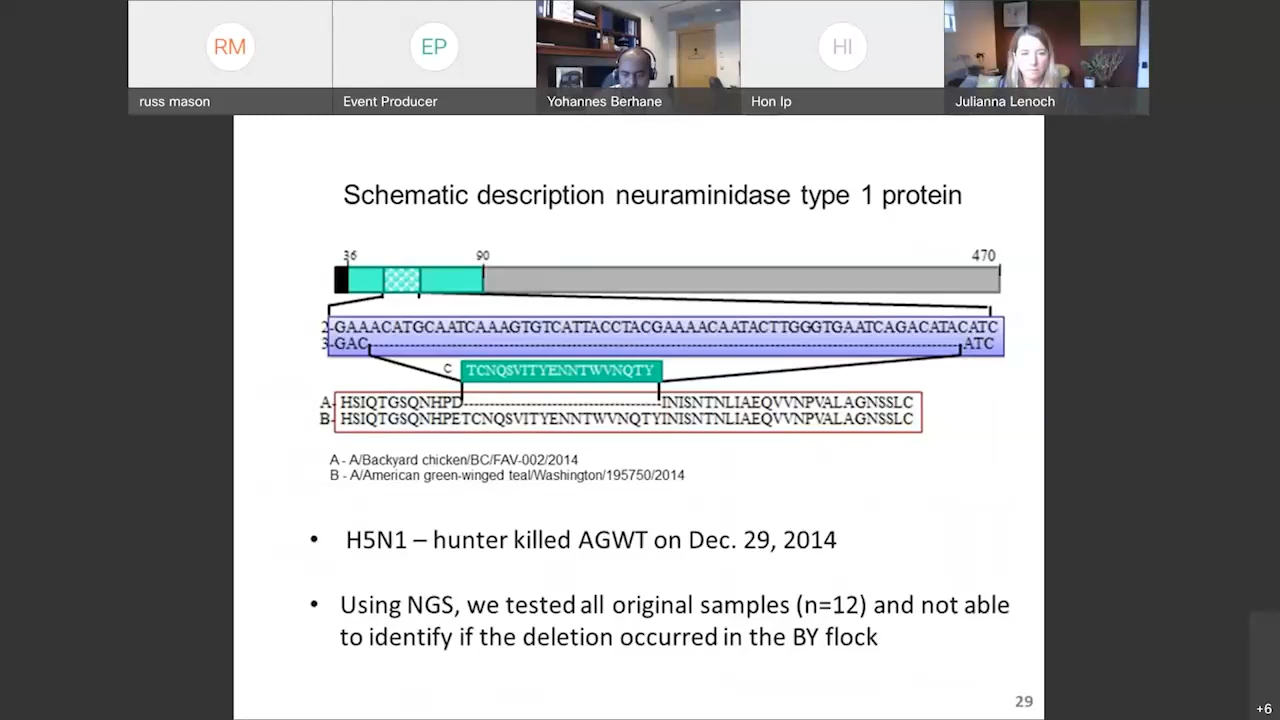 RM
EP
HI
russ mason
Event Producer
Yohannes Berhane
Hon Ip
Julianna Lenoch
Schematic description neuraminidase type 1 protein
36 90 470
2-GAAACATGCAATCAAAGTGTCATTACCTACGAAAACAATACTTGGGTGAATCAGACATACATC
3-GAC-----------------------------------------------------------ATC
C TCNQSVITYENNTWVNQTY
A- HSIQTGSQNHPD-------------------INISNTNLIAEQVVNPVALAGNSSLC
B- HSIQTGSQNHPETCNQSVITYENNTWVNQTYINISNTNLIAEQVVNPVALAGNSSLC
A - A/Backyard chicken/BC/FAV-002/2014
B - A/American green-winged teal/Washington/195750/2014
• H5N1 – hunter killed AGWT on Dec. 29, 2014
• Using NGS, we tested all original samples (n=12) and not able
to identify if the deletion occurred in the BY flock
29
+6